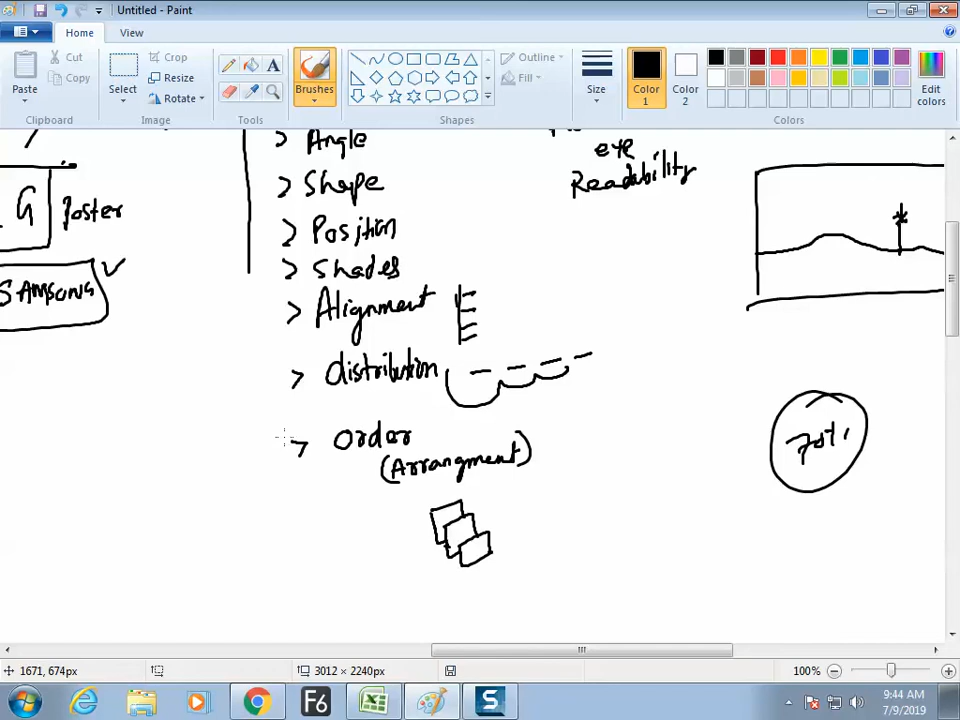 Untitled - Paint
Home
View
Paste
Cut
Copy
Clipboard
Select
Crop
Resize
Rotate
Image
Tools
Brushes
Shapes
Outline
Fill
Size
Color 1
Color 2
Edit colors
Colors
> Angle
> Shape
> Position
> Shades
> Alignment
> distribution
> Order
(Arrangment)
eye
Readability
G
Poster
SAMSUNG
1671, 674px
3012 × 2240px
100%
F6
S
9:44 AM
7/9/2019